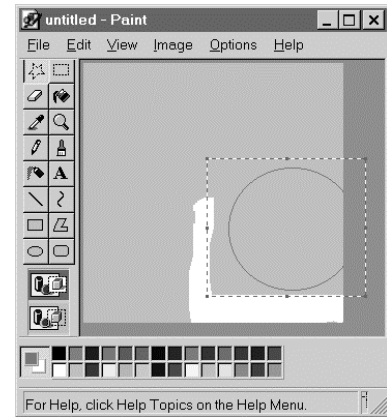 untitled - Paint
File Edit View Image Options Help
A
For Help, click Help Topics on the Help Menu.